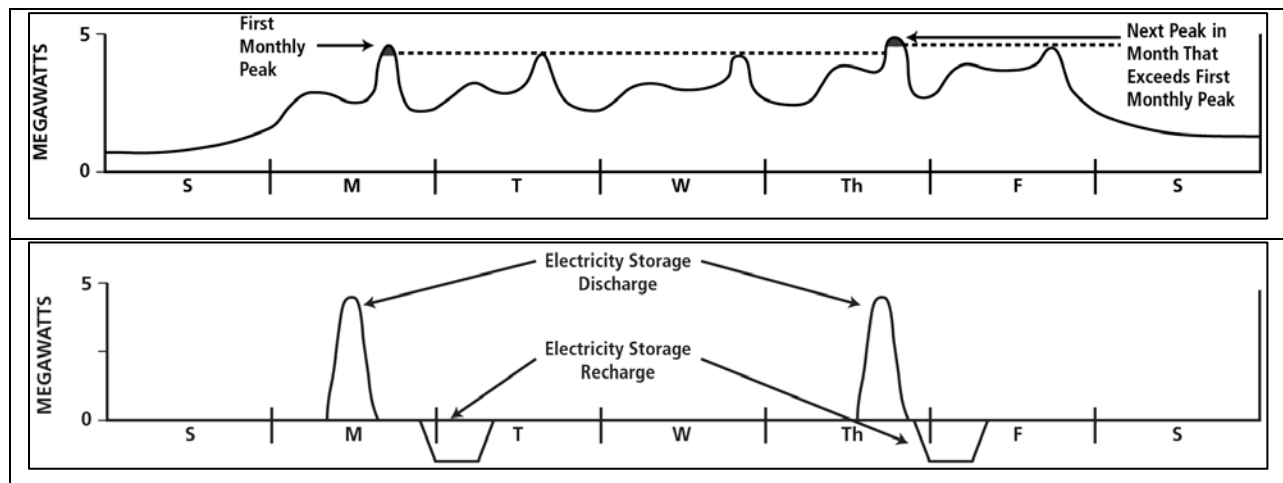 First
Monthly
Peak
Next Peak in
Month That
Exceeds First
Monthly Peak
MEGAWATTS
5
0
S M T W Th F S
Electricity Storage
Discharge
Electricity Storage
Recharge
MEGAWATTS
5
0
S M T W Th F S